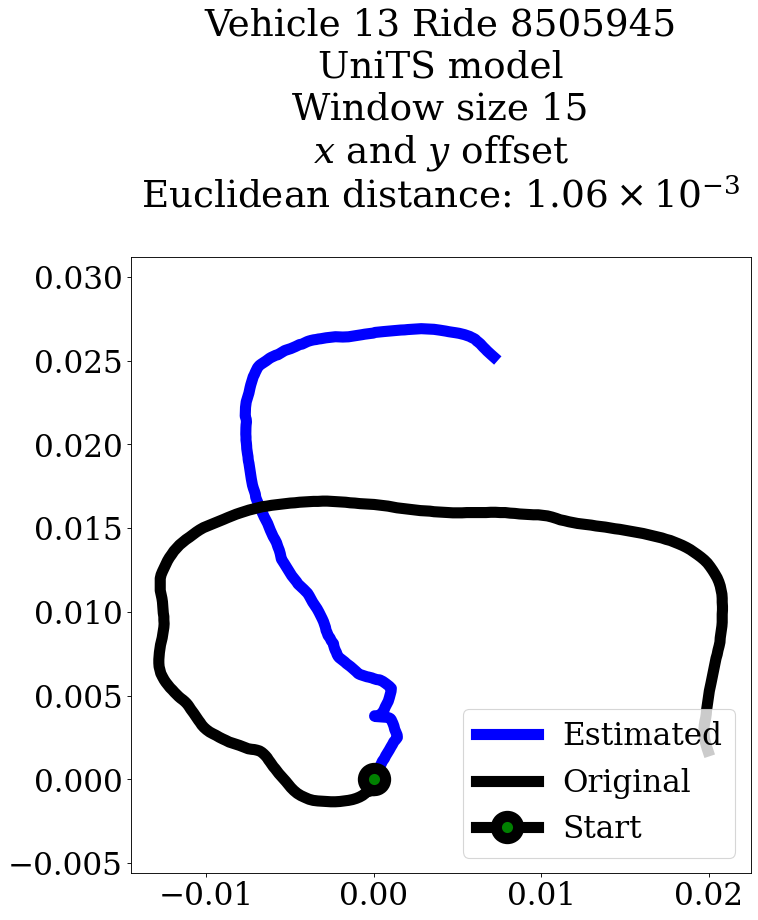 Vehicle 13 Ride 8505945
UniTS model
Window size 15
x and y offset
Euclidean distance: 1.06 × 10⁻³
0.030
0.025
0.020
0.015
0.010
0.005
0.000
−0.005
−0.01
0.00
0.01
0.02
Estimated
Original
Start